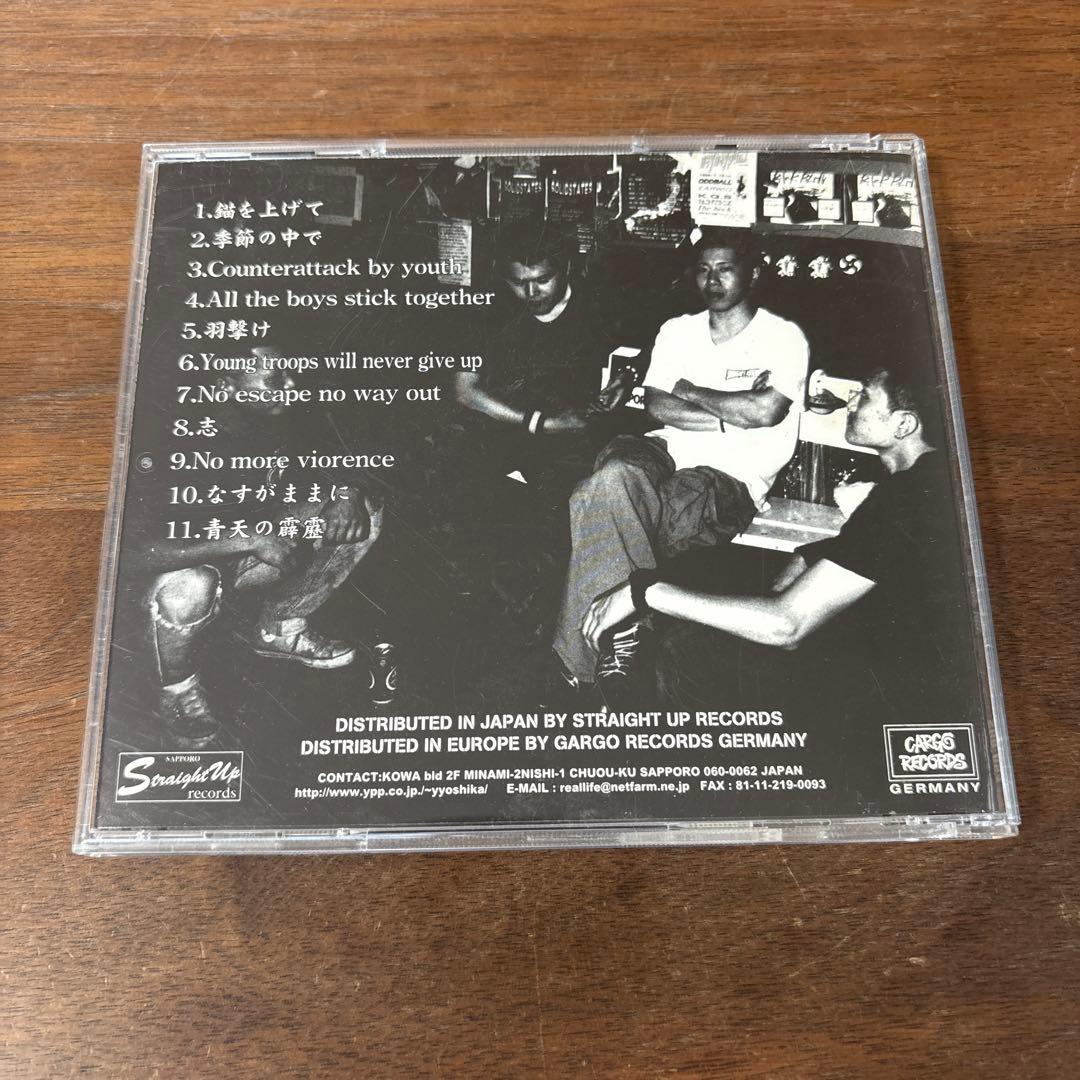 SOLIDSTATES SOLIDSTATES
ODDBALL
1.錨を上げて
2.季節の中で
3.Counterattack by youth
4.All the boys stick together
5.羽撃け
6.Young troops will never give up
7.No escape no way out
8.志
9.No more viorence
10.なすがままに
11.青天の霹靂
DISTRIBUTED IN JAPAN BY STRAIGHT UP RECORDS
DISTRIBUTED IN EUROPE BY GARGO RECORDS GERMANY
CONTACT:KOWA bld 2F MINAMI-2NISHI-1 CHUOU-KU SAPPORO 060-0062 JAPAN
http://www.ypp.co.jp/~yyoshika/ E-MAIL : reallife@netfarm.ne.jp FAX : 81-11-219-0093
SAPPORO
StraightUp
records
CARGO
RECORDS
GERMANY